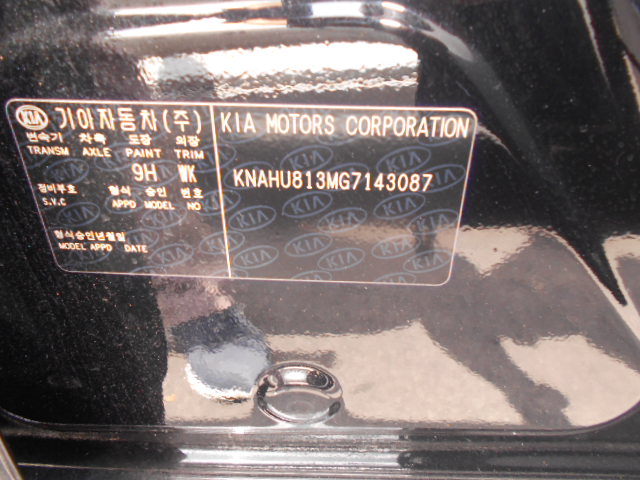 KIA 기아자동차(주)
변속기 차축 도장 의장
TRANSM AXLE PAINT TRIM
9H WK
정비부호 형식 승인 번호
S.V.C APPD MODEL NO
형식승인년월일
MODEL APPD DATE
KIA MOTORS CORPORATION
KNAHU813MG7143087